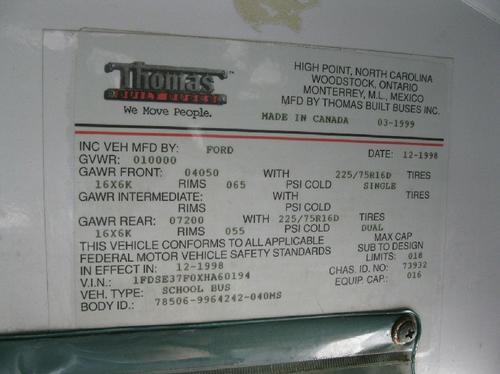 Thomas
BUILT BUSES
We Move People.
HIGH POINT, NORTH CAROLINA
WOODSTOCK, ONTARIO
MONTERREY, M.L., MEXICO
MFD BY THOMAS BUILT BUSES INC.
MADE IN CANADA 03-1999
INC VEH MFD BY: FORD DATE: 12-1998
GVWR: 010000
GAWR FRONT: 04050 WITH 225/75R16D TIRES
16X6K RIMS 065 PSI COLD SINGLE
GAWR INTERMEDIATE: WITH TIRES
RIMS PSI COLD
GAWR REAR: 07200 WITH 225/75R16D TIRES
16X6K RIMS 055 PSI COLD DUAL
THIS VEHICLE CONFORMS TO ALL APPLICABLE MAX CAP
FEDERAL MOTOR VEHICLE SAFETY STANDARDS SUB TO DESIGN
IN EFFECT IN: 12-1998 LIMITS: 018
V.I.N.: 1FDSE37F0XHA60194 CHAS. ID. NO: 73932
VEH. TYPE: SCHOOL BUS EQUIP. CAP.: 016
BODY ID.: 78506-9964242-040MS